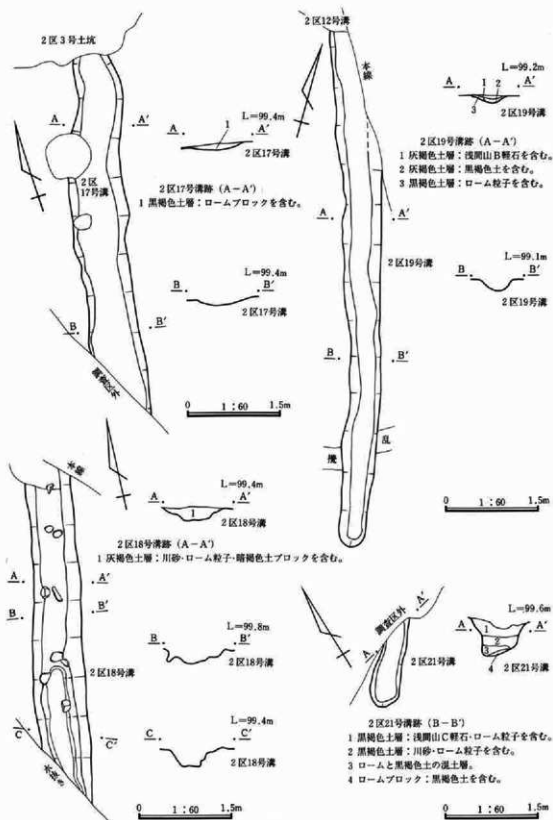 2区3号土坑
A
A′
2区
17号溝
B
B′
調査区外
L=99.4m
1
A
A′
2区17号溝
2区17号溝跡(A-A′)
1 黒褐色土層:ロームブロックを含む。
L=99.4m
B
B′
2区17号溝
0 1:60 1.5m
2区12号溝
本線
A
A′
2区19号溝
B
B′
攪
乱
L=99.2m
1 2
A
A′
3
2区19号溝
2区19号溝跡(A-A′)
1 灰褐色土層:浅間山B軽石を含む。
2 灰褐色土層:黒褐色土を含む。
3 黒褐色土層:ローム粒子を含む。
L=99.1m
B
B′
2区19号溝
0 1:60 1.5m
本線
A
A′
B
B′
2区18号溝
C
C′
L=99.4m
A
A′
1
2区18号溝
2区18号溝跡(A-A′)
1 灰褐色土層:川砂・ローム粒子・暗褐色土ブロックを含む。
L=99.8m
B
B′
2区18号溝
L=99.4m
C
C′
2区18号溝
0 1:60 1.5m
調査区外
A
A′
2区21号溝
L=99.6m
A
A′
1
2
3
4
2区21号溝
2区21号溝跡(B-B′)
1 黒褐色土層:浅間山C軽石・ローム粒子を含む。
2 黒褐色土層:川砂・ローム粒子を含む。
3 ロームと黒褐色土の混土層。
4 ロームブロック:黒褐色土を含む。
0 1:60 1.5m